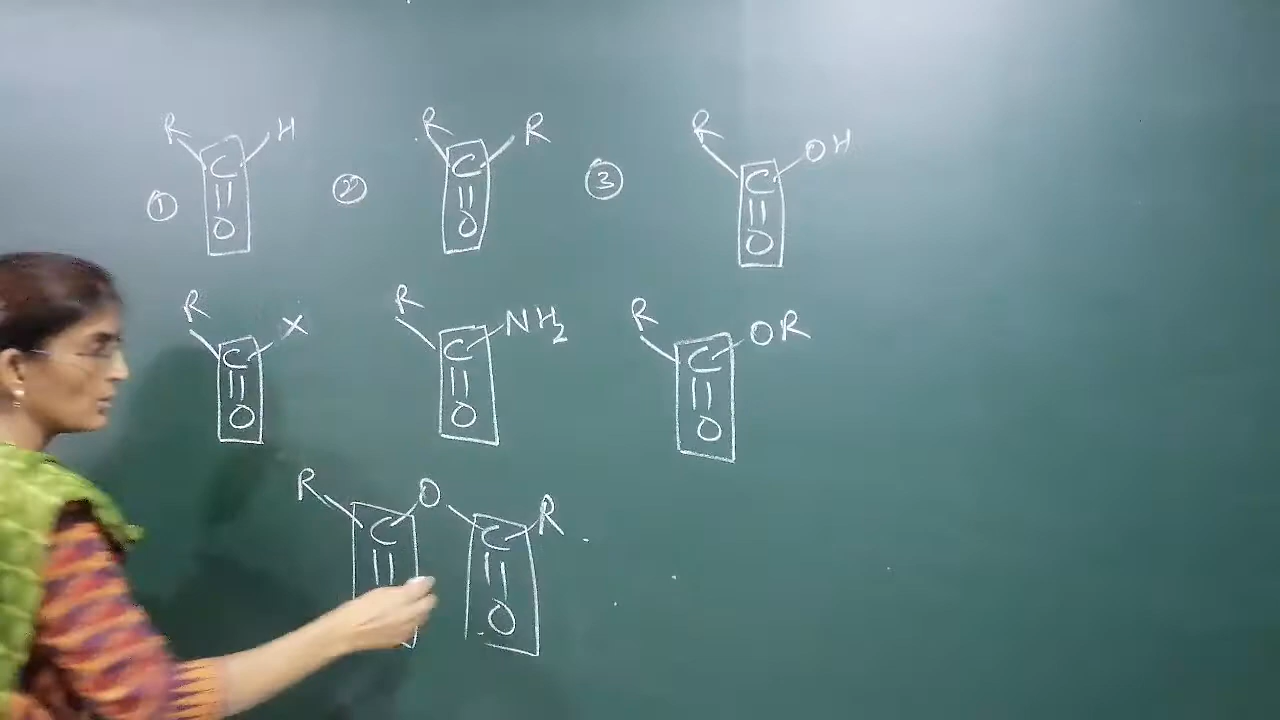 R H R R R OH
① C ② C ③ C
|| || ||
O O O
R X R NH2 R OR
C C C
|| || ||
O O O
R O R
C C
|| ||
O